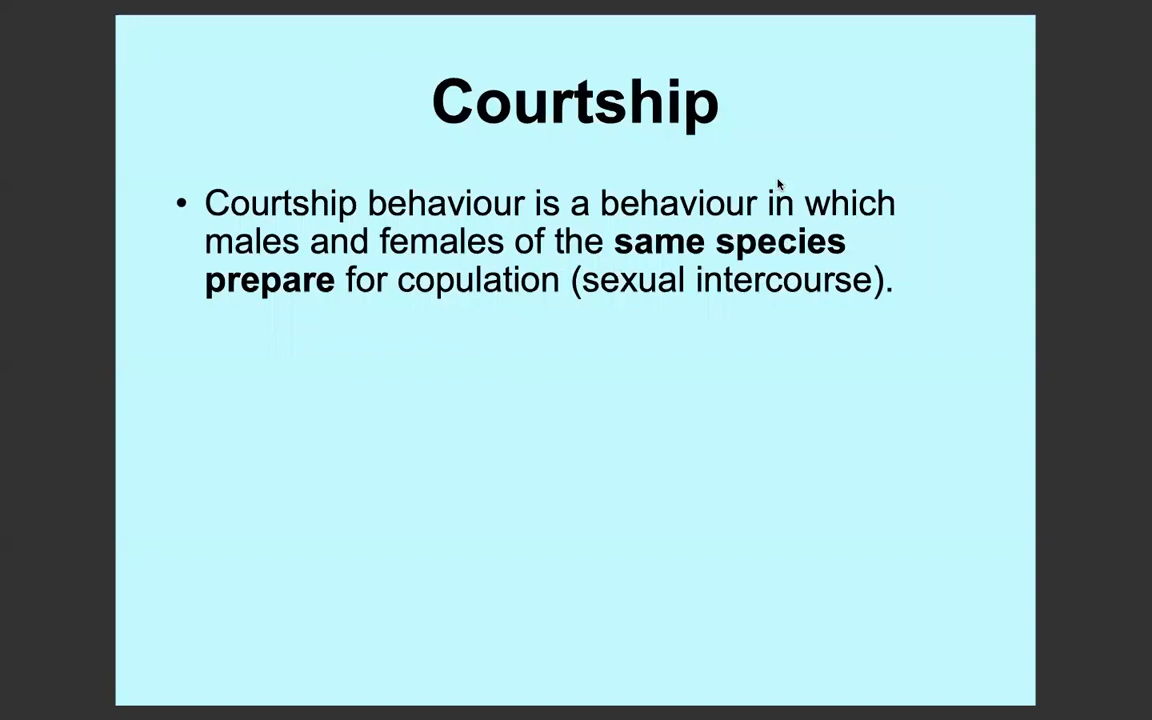 Courtship
• Courtship behaviour is a behaviour in which
males and females of the same species
prepare for copulation (sexual intercourse).